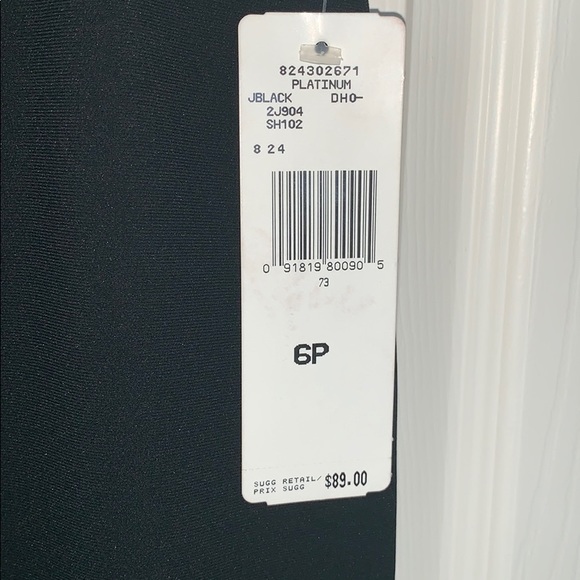 824302671
PLATINUM
JBLACK DHO-
2J904
SH102
8 24
0 91819 80090 5
73
6P
SUGG RETAIL/
PRIX SUGG $89.00